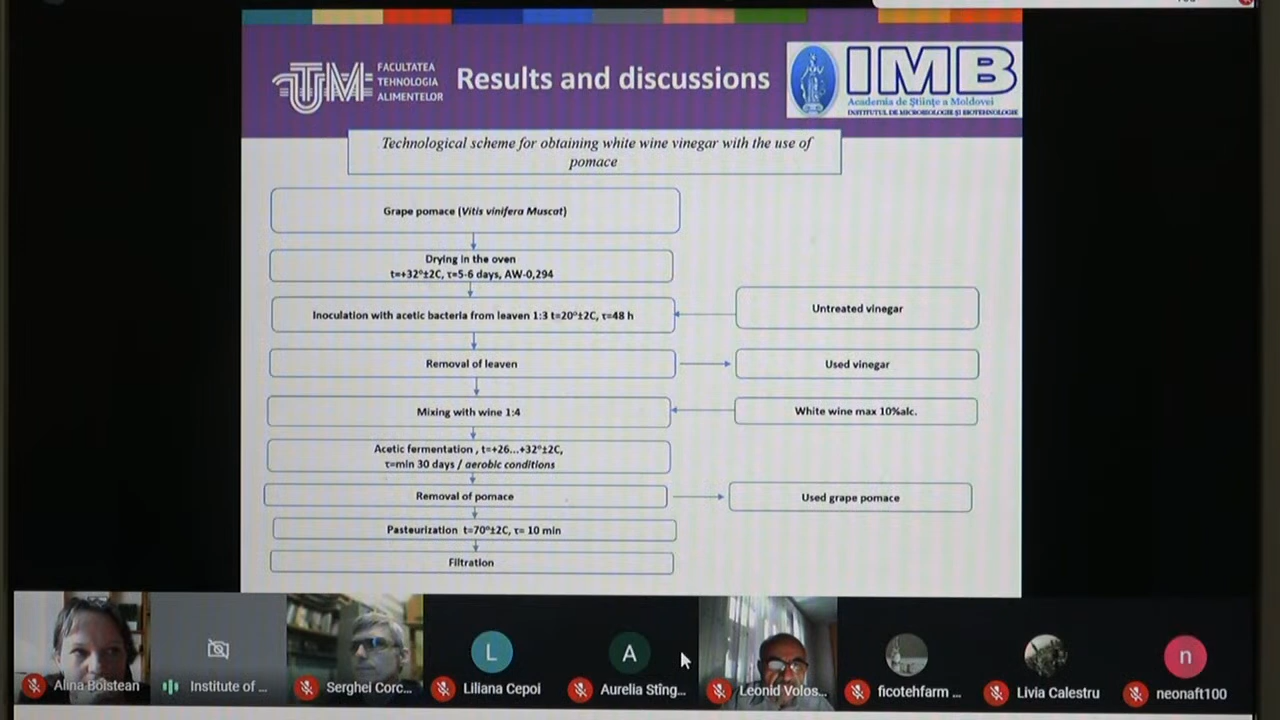 UTM
FACULTATEA
TEHNOLOGIA
ALIMENTELOR
Results and discussions
IMB
Academia de Științe a Moldovei
INSTITUTUL DE MICROBIOLOGIE ȘI BIOTEHNOLOGIE
Technological scheme for obtaining white wine vinegar with the use of
pomace
Grape pomace (Vitis vinifera Muscat)
Drying in the oven
t=+32°±2C, τ=5-6 days, AW-0,294
Inoculation with acetic bacteria from leaven 1:3 t=20°±2C, τ=48 h
Untreated vinegar
Removal of leaven
Used vinegar
Mixing with wine 1:4
White wine max 10%alc.
Acetic fermentation , t=+26...+32°±2C,
τ=min 30 days / aerobic conditions
Removal of pomace
Used grape pomace
Pasteurization t=70°±2C, τ= 10 min
Filtration
L
A
n
Alina Boistean
Institute of ...
Serghei Corc...
Liliana Cepoi
Aurelia Stîng...
Leonid Volos...
ficotehfarm ...
Livia Calestru
neonaft100